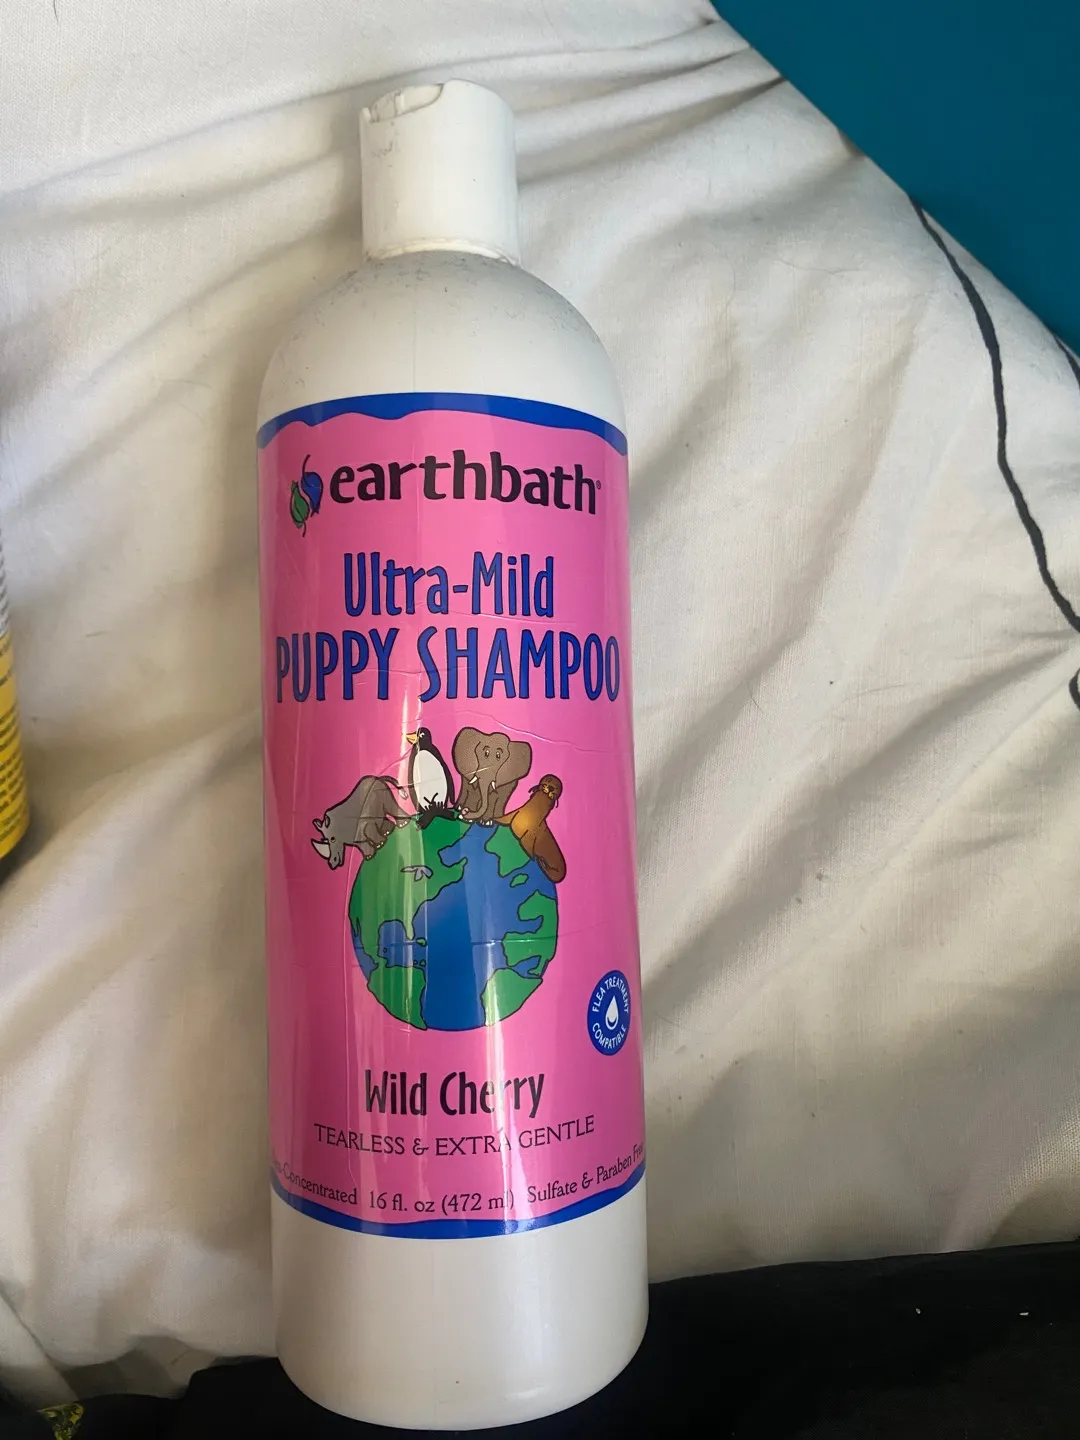 earthbath®
Ultra-Mild
PUPPY SHAMPOO
FLEA TREATMENT
COMPATIBLE
Wild Cherry
TEARLESS & EXTRA GENTLE
Concentrated 16 fl. oz (472 ml) Sulfate & Paraben Free